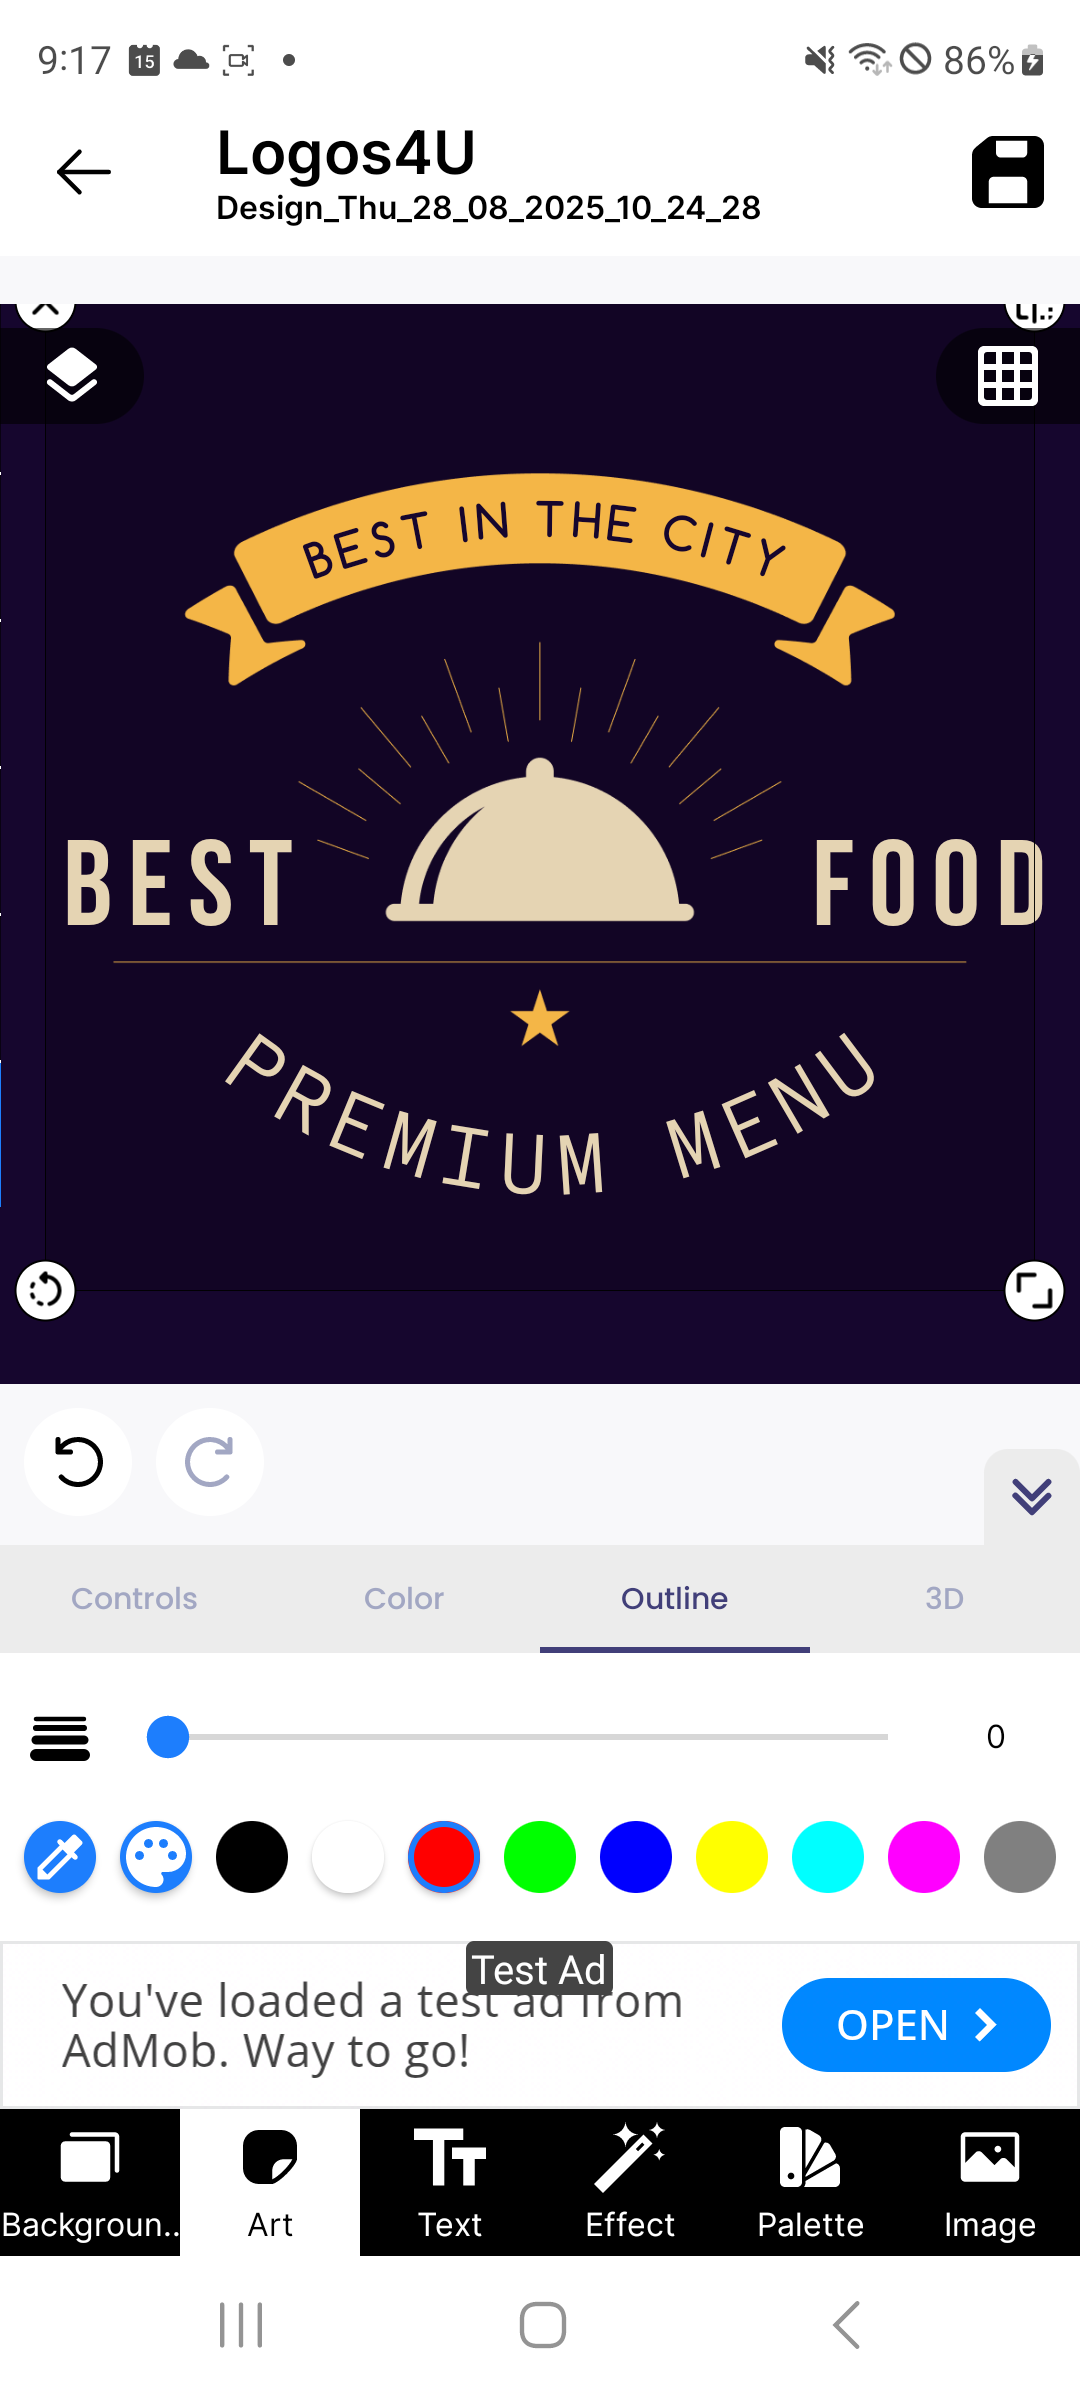 9:17
15
86%
Logos4U
Design_Thu_28_08_2025_10_24_28
BEST IN THE CITY
BEST
FOOD
PREMIUM MENU
Controls
Color
Outline
3D
0
Test Ad
You've loaded a test ad from
AdMob. Way to go!
OPEN
Backgroun..
Art
Text
Effect
Palette
Image